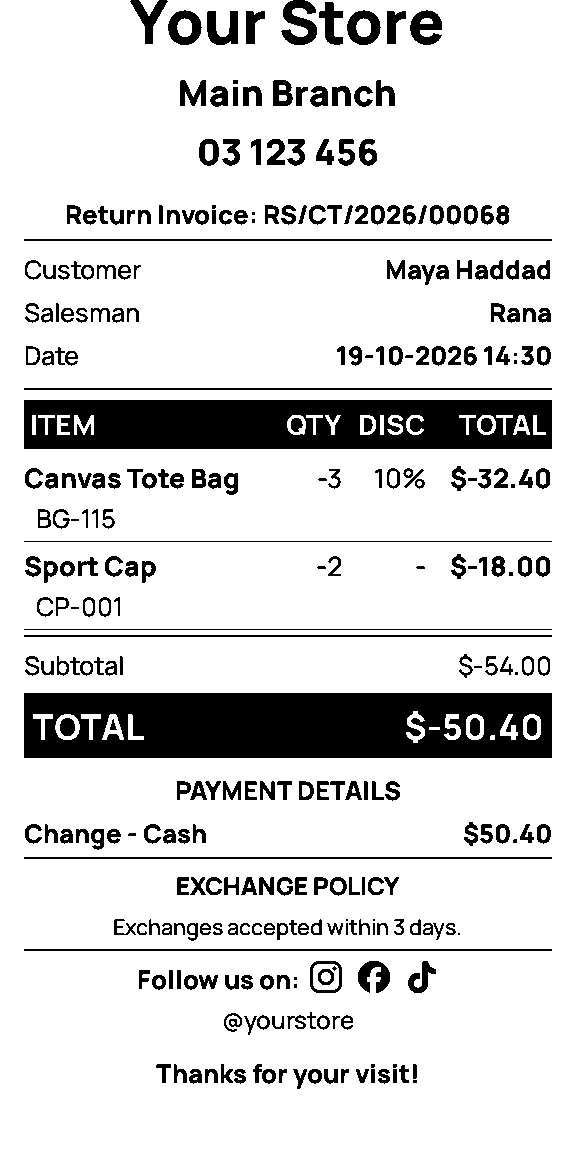 Your Store
Main Branch
03 123 456
Return Invoice: RS/CT/2026/00068
Customer Maya Haddad
Salesman Rana
Date 19-10-2026 14:30
ITEM QTY DISC TOTAL
Canvas Tote Bag -3 10% $-32.40
BG-115
Sport Cap -2 - $-18.00
CP-001
Subtotal $-54.00
TOTAL $-50.40
PAYMENT DETAILS
Change - Cash $50.40
EXCHANGE POLICY
Exchanges accepted within 3 days.
Follow us on:
@yourstore
Thanks for your visit!